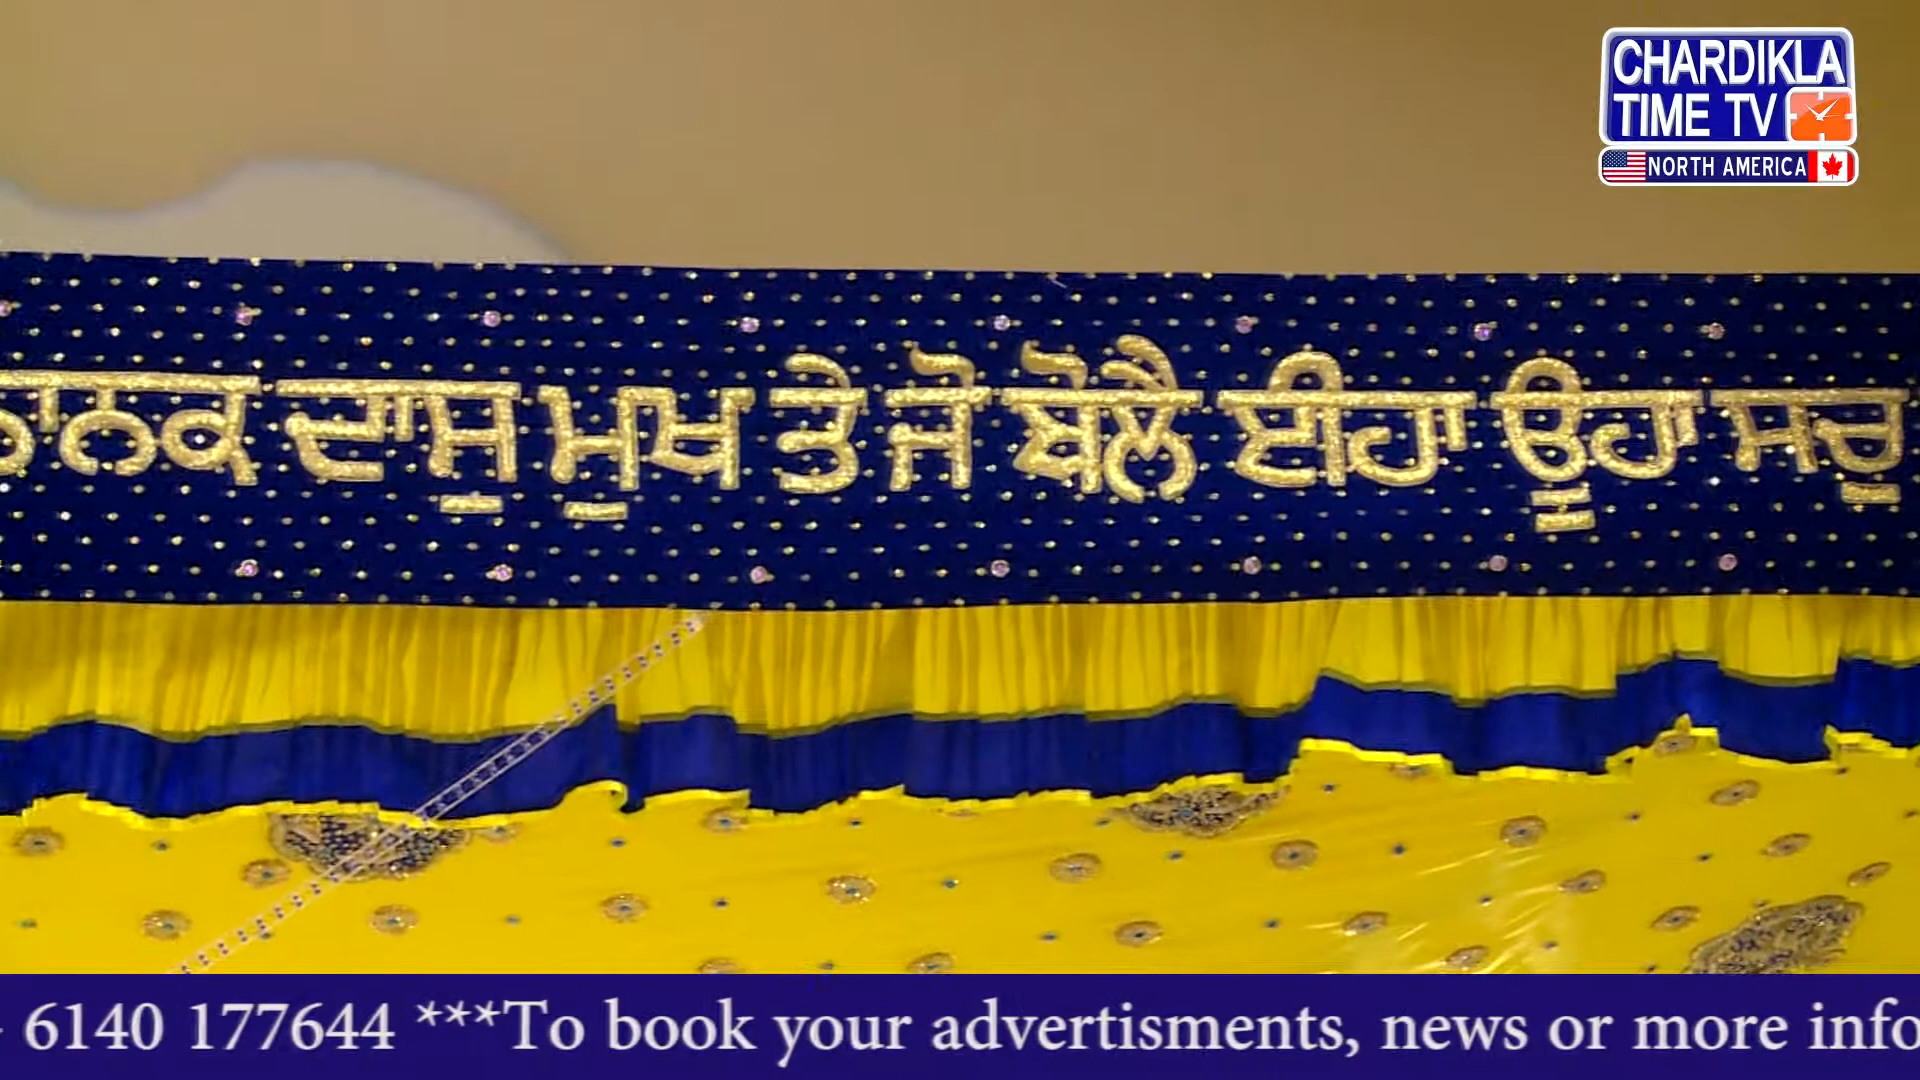 CHARDIKLA
TIME TV
NORTH AMERICA
ਨਾਨਕ ਦਾਸੁ ਮੁਖ ਤੇ ਜੋ ਬੋਲੈ ਈਹਾ ਊਹਾ ਸਚੁ
6140 177644 ***To book your advertisments, news or more info